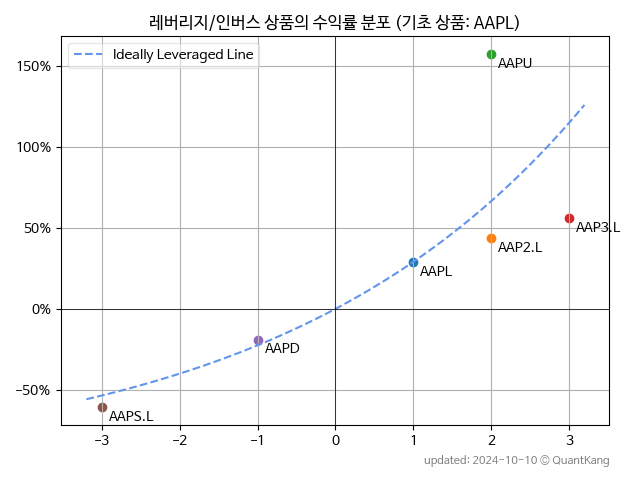 레버리지/인버스 상품의 수익률 분포 (기초 상품: AAPL)
Ideally Leveraged Line
150%
100%
50%
0%
−50%
AAPU
AAP3.L
AAP2.L
AAPL
AAPD
AAPS.L
−3 −2 −1 0 1 2 3
updated: 2024-10-10 © QuantKang